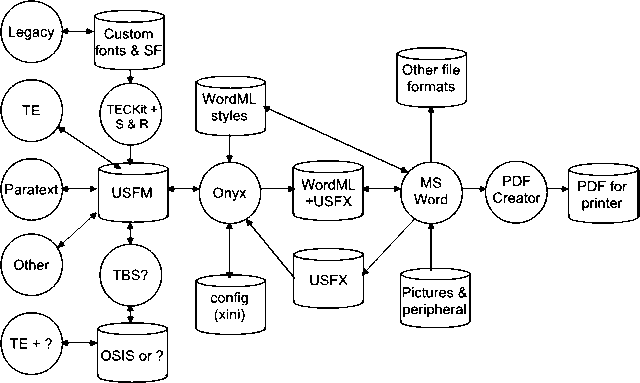 Legacy
Custom
fonts & SF
TE
TECKit +
S & R
WordML
styles
Other file
formats
Paratext
USFM
Onyx
WordML
+USFX
MS
Word
PDF
Creator
PDF for
printer
Other
TBS?
config
(xini)
USFX
Pictures &
peripheral
TE + ?
OSIS or ?